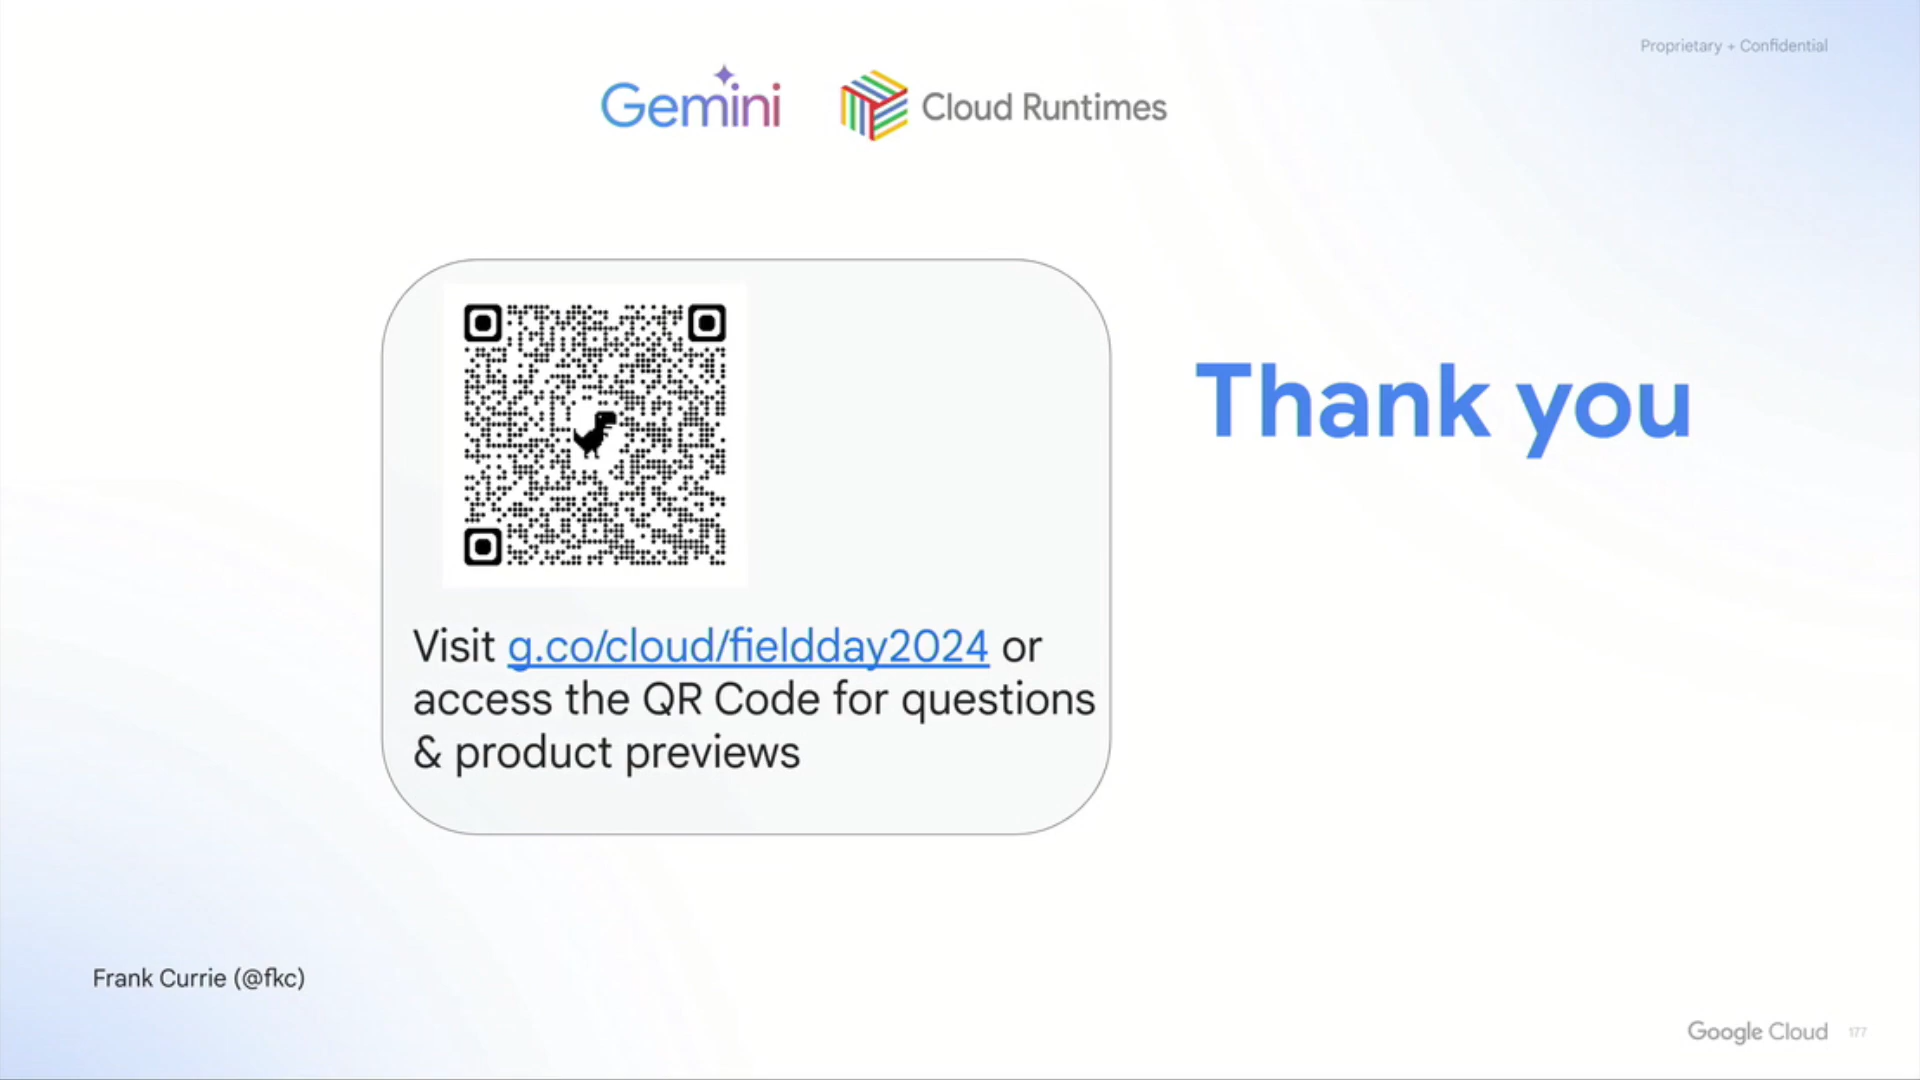 Proprietary + Confidential
Gemini
Cloud Runtimes
Thank you
Visit g.co/cloud/fieldday2024 or
access the QR Code for questions
& product previews
Frank Currie (@fkc)
Google Cloud 177